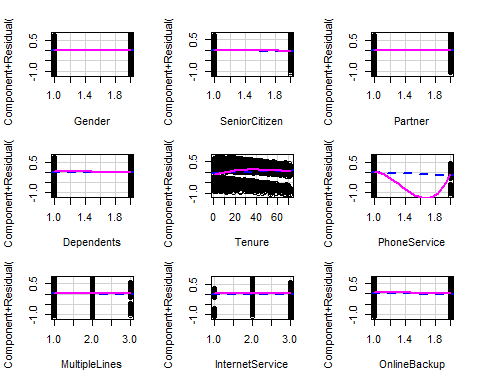 Component+Residual( Component+Residual( Component+Residual(
0.5 0.5 0.5
-1.0 -1.0 -1.0
1.0 1.4 1.8 1.0 1.4 1.8 1.0 1.4 1.8
Gender SeniorCitizen Partner
Component+Residual( Component+Residual( Component+Residual(
0.5 0.5 0.5
-1.0 -1.0 -1.0
1.0 1.4 1.8 0 20 40 60 1.0 1.4 1.8
Dependents Tenure PhoneService
Component+Residual( Component+Residual( Component+Residual(
0.5 0.5 0.5
-1.0 -1.0 -1.0
1.0 2.0 3.0 1.0 2.0 3.0 1.0 1.4 1.8
MultipleLines InternetService OnlineBackup